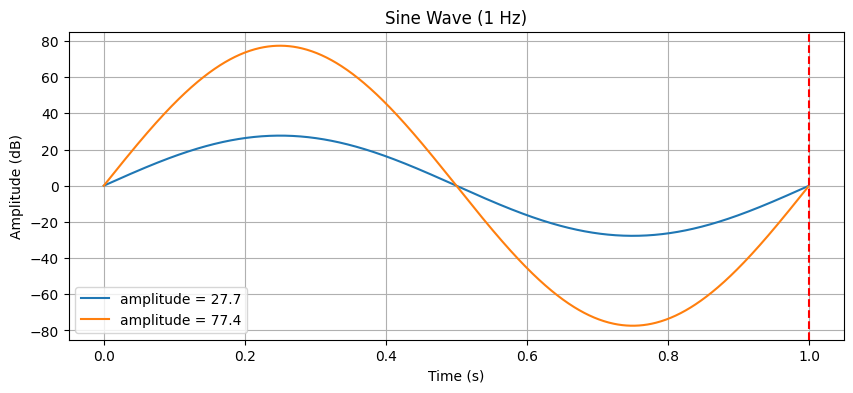 Sine Wave (1 Hz)
Amplitude (dB)
80
60
40
20
0
−20
−40
−60
−80
amplitude = 27.7
amplitude = 77.4
0.0 0.2 0.4 0.6 0.8 1.0
Time (s)